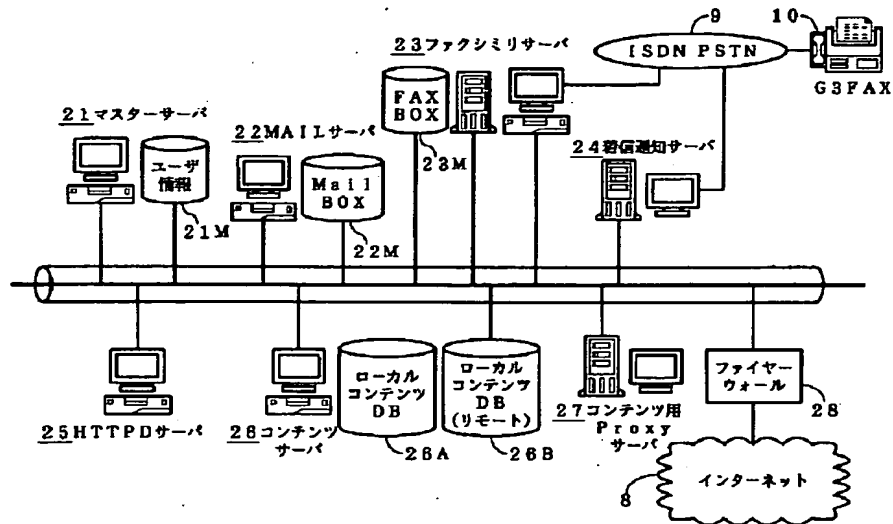 9
ISDN PSTN
10
G3FAX
23ファクシミリサーバ
FAX
BOX
23M
24着信通知サーバ
21マスターサーバ
ユーザ
情報
21M
22MAILサーバ
Mail
BOX
22M
25HTTPDサーバ
26コンテンツ
サーバ
ローカル
コンテンツ
DB
26A
ローカル
コンテンツ
DB
(リモート)
26B
27コンテンツ用
Proxy
サーバ
ファイヤー
ウォール
28
インターネット
8